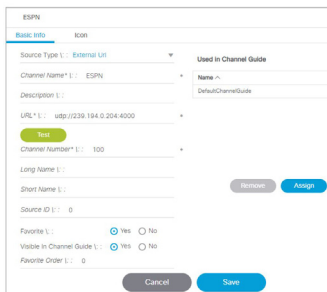 ESPN
Basic Info Icon
Source Type \: : External Url
Used in Channel Guide
Channel Name* \: : ESPN *
Name
Description \: :
DefaultChannelGuide
URL* \: : udp://239.194.0.204:4000 *
Test
Channel Number* \: : 100 *
Long Name \: :
Short Name \: :
Remove Assign
Source ID \: : 0
Favorite \: : Yes No
Visible In Channel Guide \: : Yes No
Favorite Order \: : 0
Cancel Save